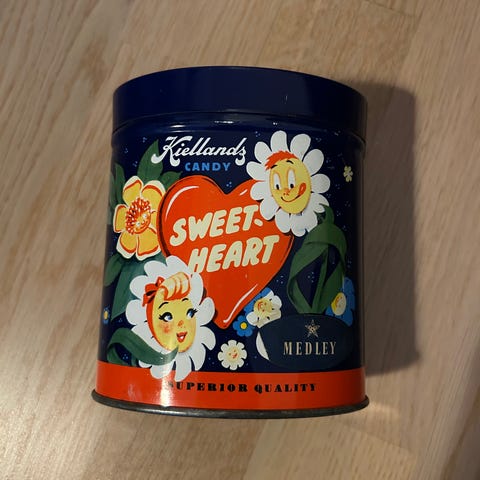 Kiellands
CANDY
SWEET-
HEART
MEDLEY
SUPERIOR QUALITY